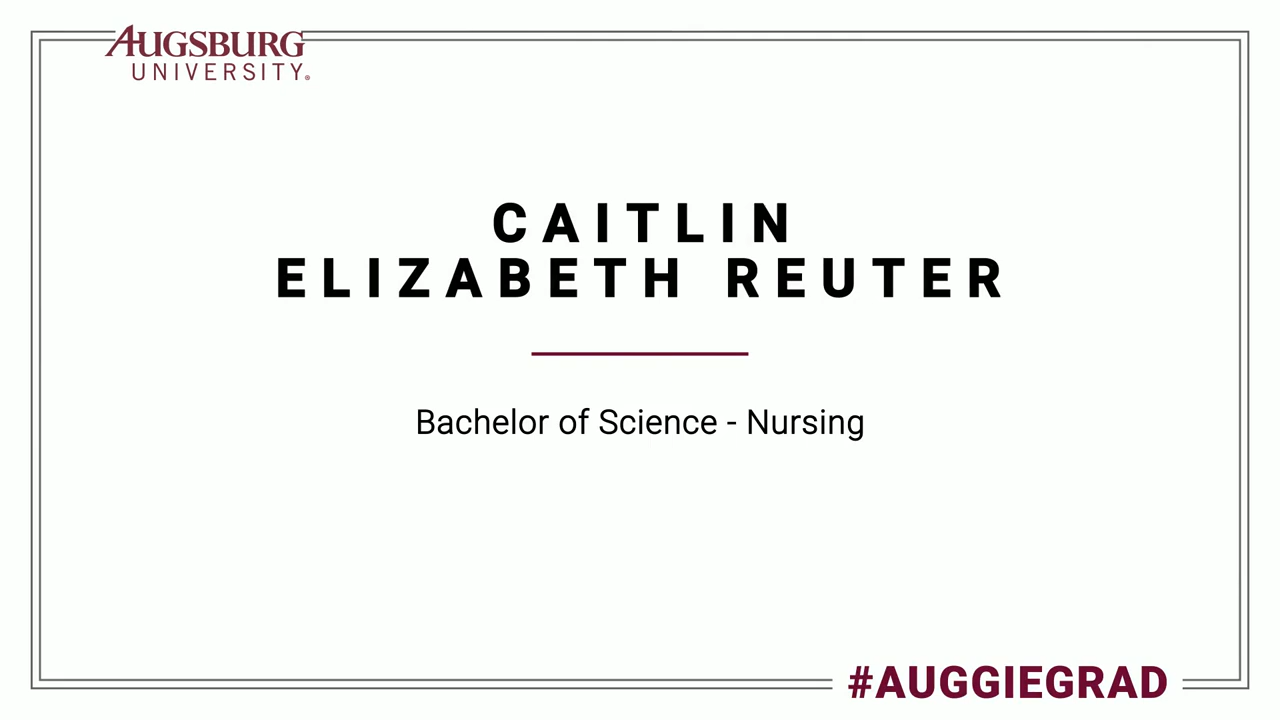 AUGSBURG
UNIVERSITY®
CAITLIN
ELIZABETH REUTER
Bachelor of Science - Nursing
#AUGGIEGRAD